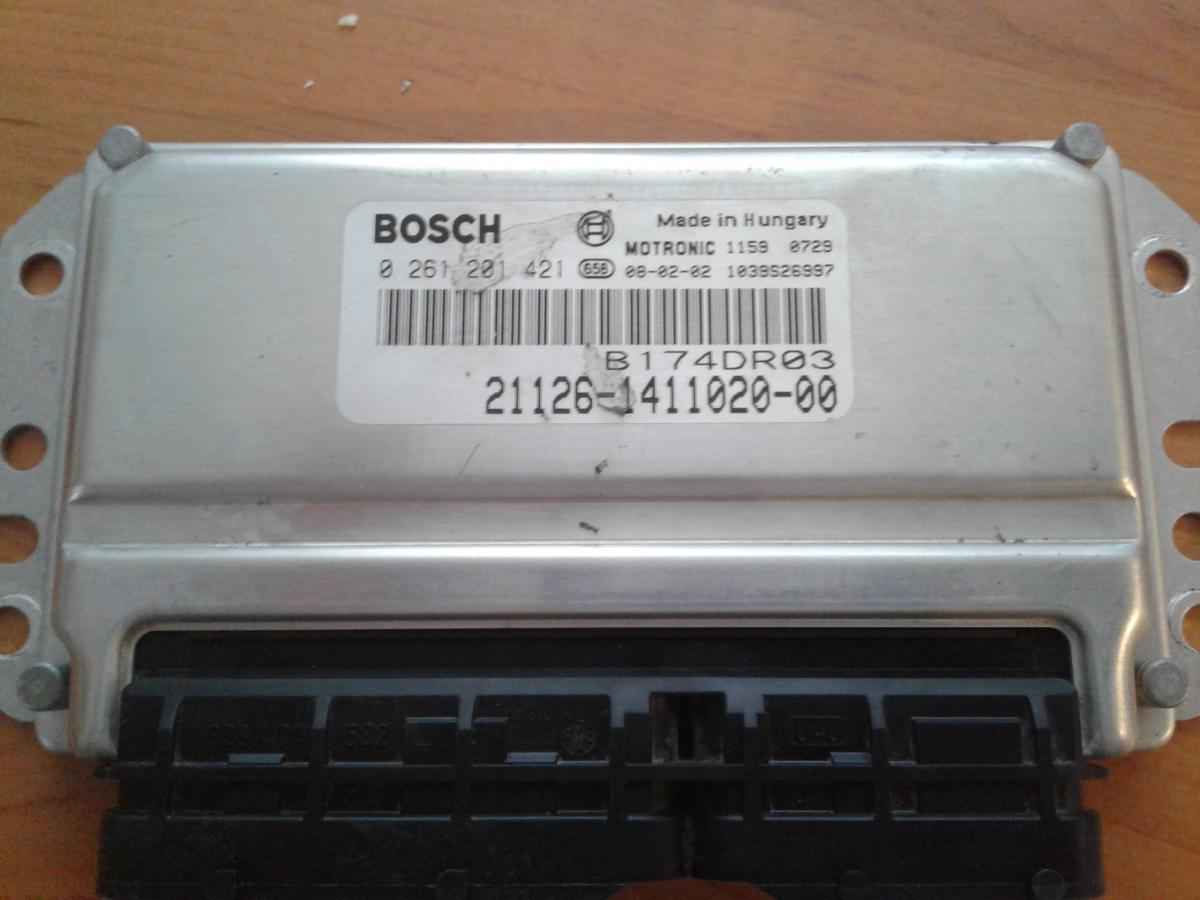 BOSCH
Made in Hungary
MOTRONIC 1159 0729
0 261 201 421 65B 08-02-02 1039S26997
B174DR03
21126-1411020-00